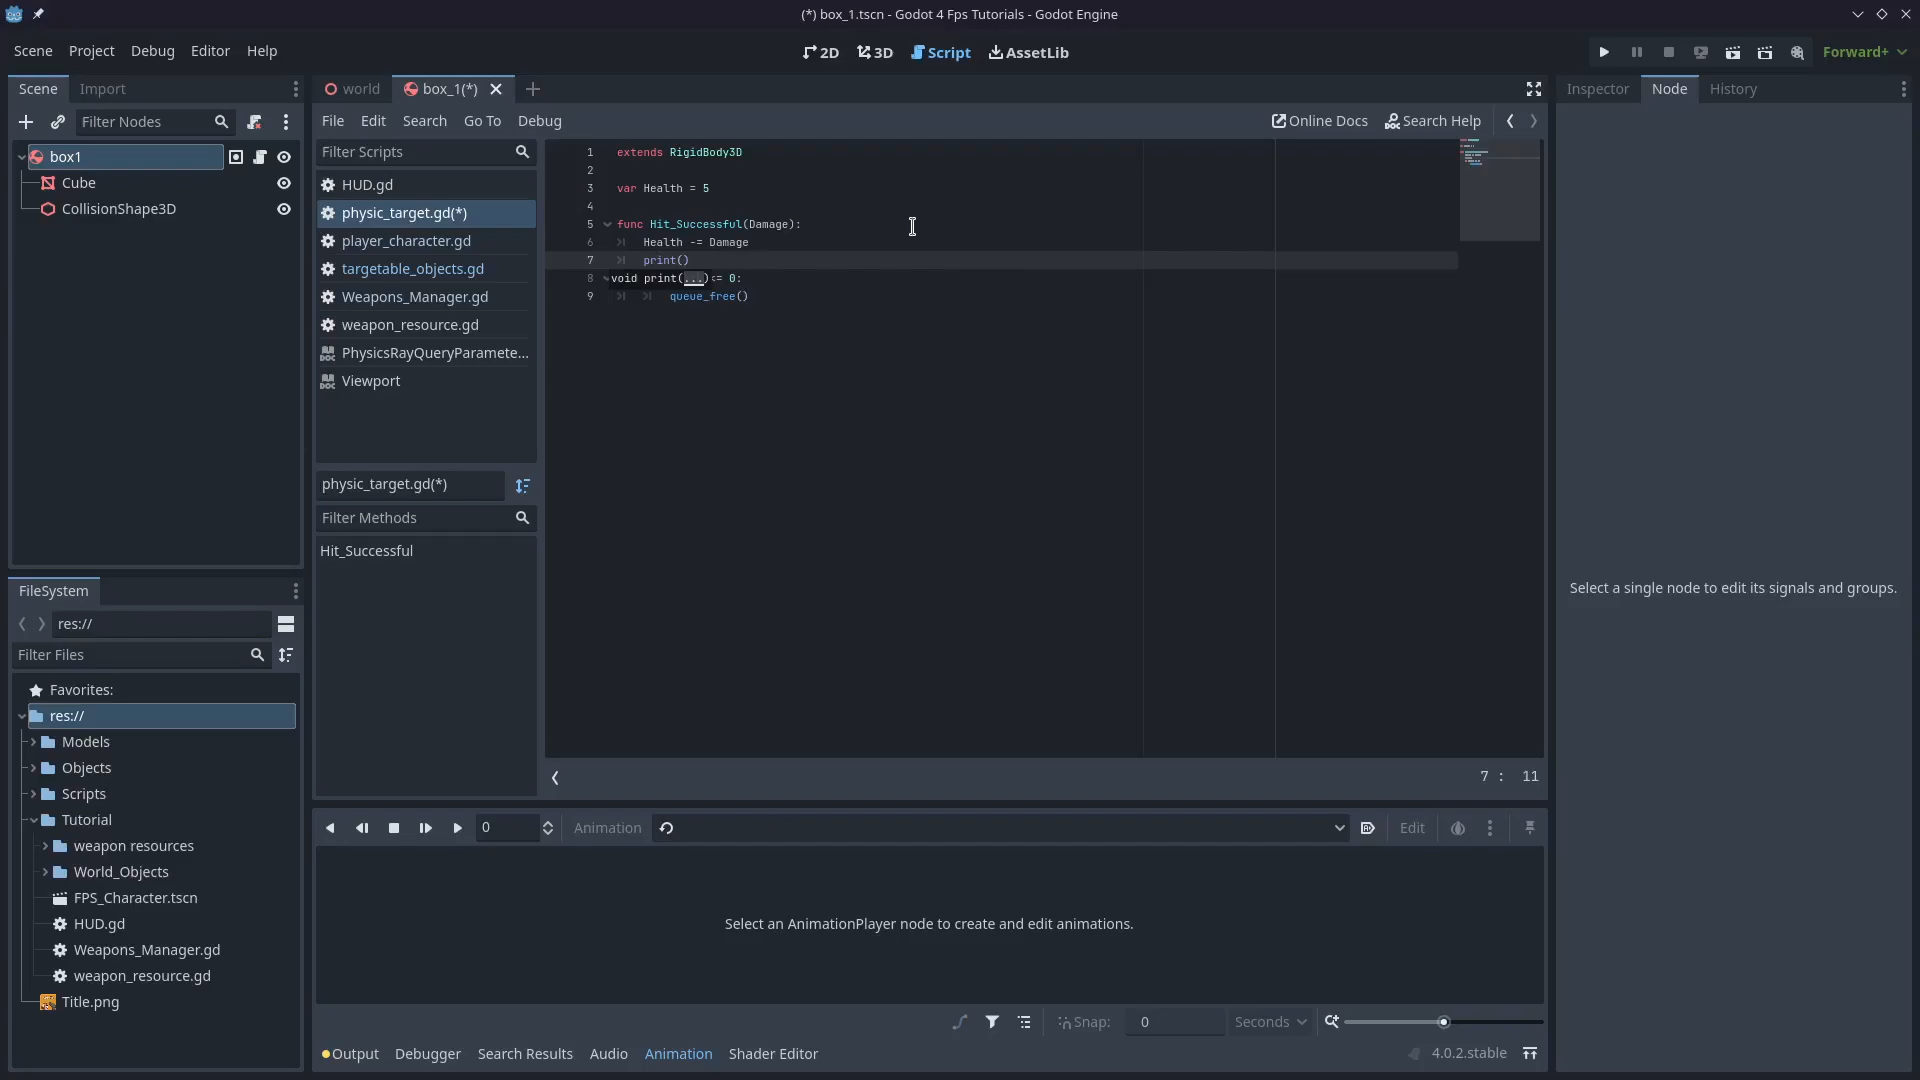 (*) box_1.tscn - Godot 4 Fps Tutorials - Godot Engine
Scene Project Debug Editor Help
2D 3D Script AssetLib
Forward+
Scene Import
Filter Nodes
box1
Cube
CollisionShape3D
world box_1(*)
File Edit Search Go To Debug
Online Docs Search Help
Filter Scripts
HUD.gd
physic_target.gd(*)
player_character.gd
targetable_objects.gd
Weapons_Manager.gd
weapon_resource.gd
PhysicsRayQueryParamete...
Viewport
physic_target.gd(*)
Filter Methods
Hit_Successful
1 extends RigidBody3D
2
3 var Health = 5
4
5 func Hit_Successful(Damage):
6 Health -= Damage
7 print()
8 void print(...) <= 0:
9 queue_free()
7 : 11
Inspector Node History
Select a single node to edit its signals and groups.
FileSystem
res://
Filter Files
Favorites:
res://
Models
Objects
Scripts
Tutorial
weapon resources
World_Objects
FPS_Character.tscn
HUD.gd
Weapons_Manager.gd
weapon_resource.gd
Title.png
0 Animation Edit
Select an AnimationPlayer node to create and edit animations.
Snap: 0 Seconds
Output Debugger Search Results Audio Animation Shader Editor
4.0.2.stable